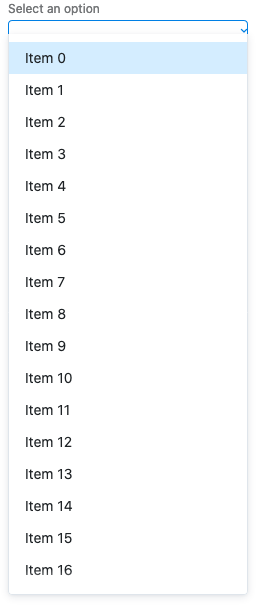 Select an option
Item 0
Item 1
Item 2
Item 3
Item 4
Item 5
Item 6
Item 7
Item 8
Item 9
Item 10
Item 11
Item 12
Item 13
Item 14
Item 15
Item 16